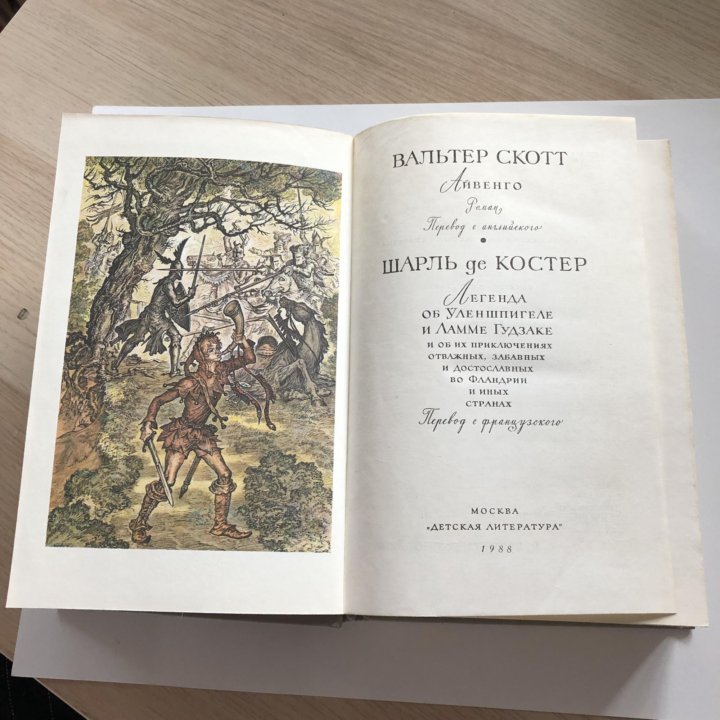 ВАЛЬТЕР СКОТТ
АЙВЕНГО
Роман
Перевод с английского
ШАРЛЬ де КОСТЕР
ЛЕГЕНДА
ОБ УЛЕНШПИГЕЛЕ
И ЛАММЕ ГУДЗАКЕ
И ОБ ИХ ПРИКЛЮЧЕНИЯХ
ОТВАЖНЫХ, ЗАБАВНЫХ
И ДОСТОСЛАВНЫХ
ВО ФЛАНДРИИ
И ИНЫХ
СТРАНАХ
Перевод с французского
МОСКВА
"ДЕТСКАЯ ЛИТЕРАТУРА"
1988